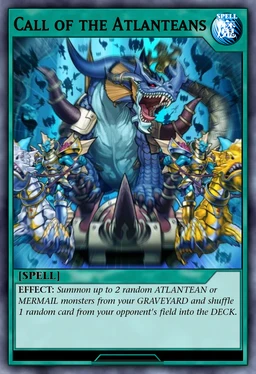 Call of the Atlanteans
SPELL
[SPELL]
EFFECT: Summon up to 2 random ATLANTEAN or
MERMAIL monsters from your GRAVEYARD and shuffle
1 random card from your opponent's field into the DECK.